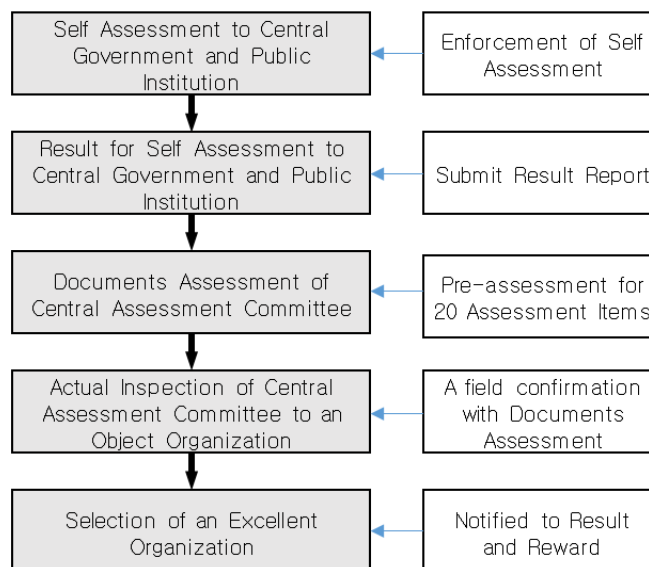 Self Assessment to Central
Government and Public
Institution
Enforcement of Self
Assessment
Result for Self Assessment to
Central Government and Public
Institution
Submit Result Report
Documents Assessment of
Central Assessment Committee
Pre-assessment for
20 Assessment Items
Actual Inspection of Central
Assessment Committee to an
Object Organization
A field confirmation
with Documents
Assessment
Selection of an Excellent
Organization
Notified to Result
and Reward